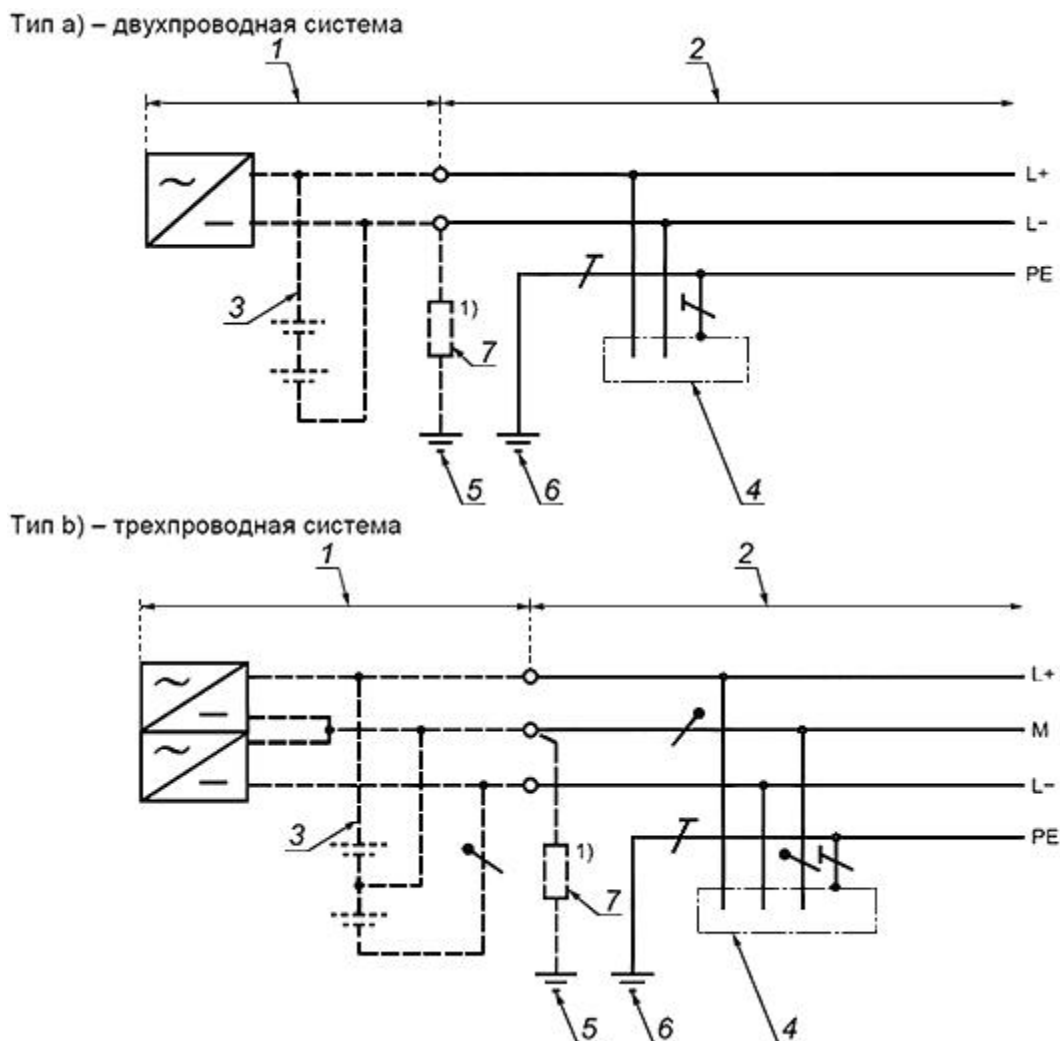 Тип a) – двухпроводная система
1
2
L+
L−
PE
3
1)
7
5
6
4
Тип b) – трехпроводная система
1
2
L+
M
L−
PE
3
1)
7
5
6
4